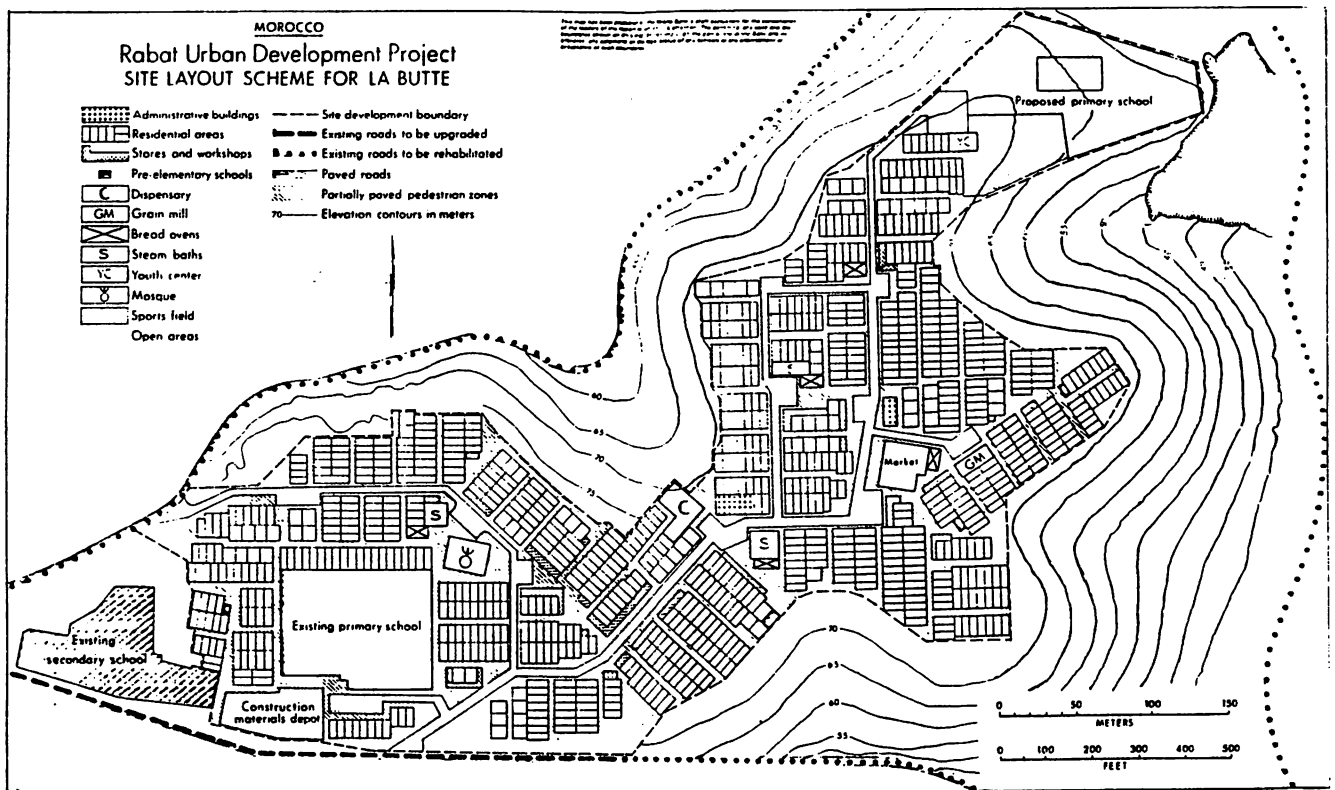 MOROCCO
Rabat Urban Development Project
SITE LAYOUT SCHEME FOR LA BUTTE
Administrative buildings
Residential areas
Stores and workshops
Pre-elementary schools
C Dispensary
GM Grain mill
Bread ovens
S Steam baths
YC Youth center
Mosque
Sports field
Open areas
Site development boundary
Existing roads to be upgraded
Existing roads to be rehabilitated
Paved roads
Partially paved pedestrian zones
70 Elevation contours in meters
Proposed primary school
YC
55
60
65
70
75
C
Market
GM
S
S
C
Existing primary school
Existing
secondary school
Construction
materials depot
70
65
60
55
0 50 100 150
METERS
0 100 200 300 400 500
FEET